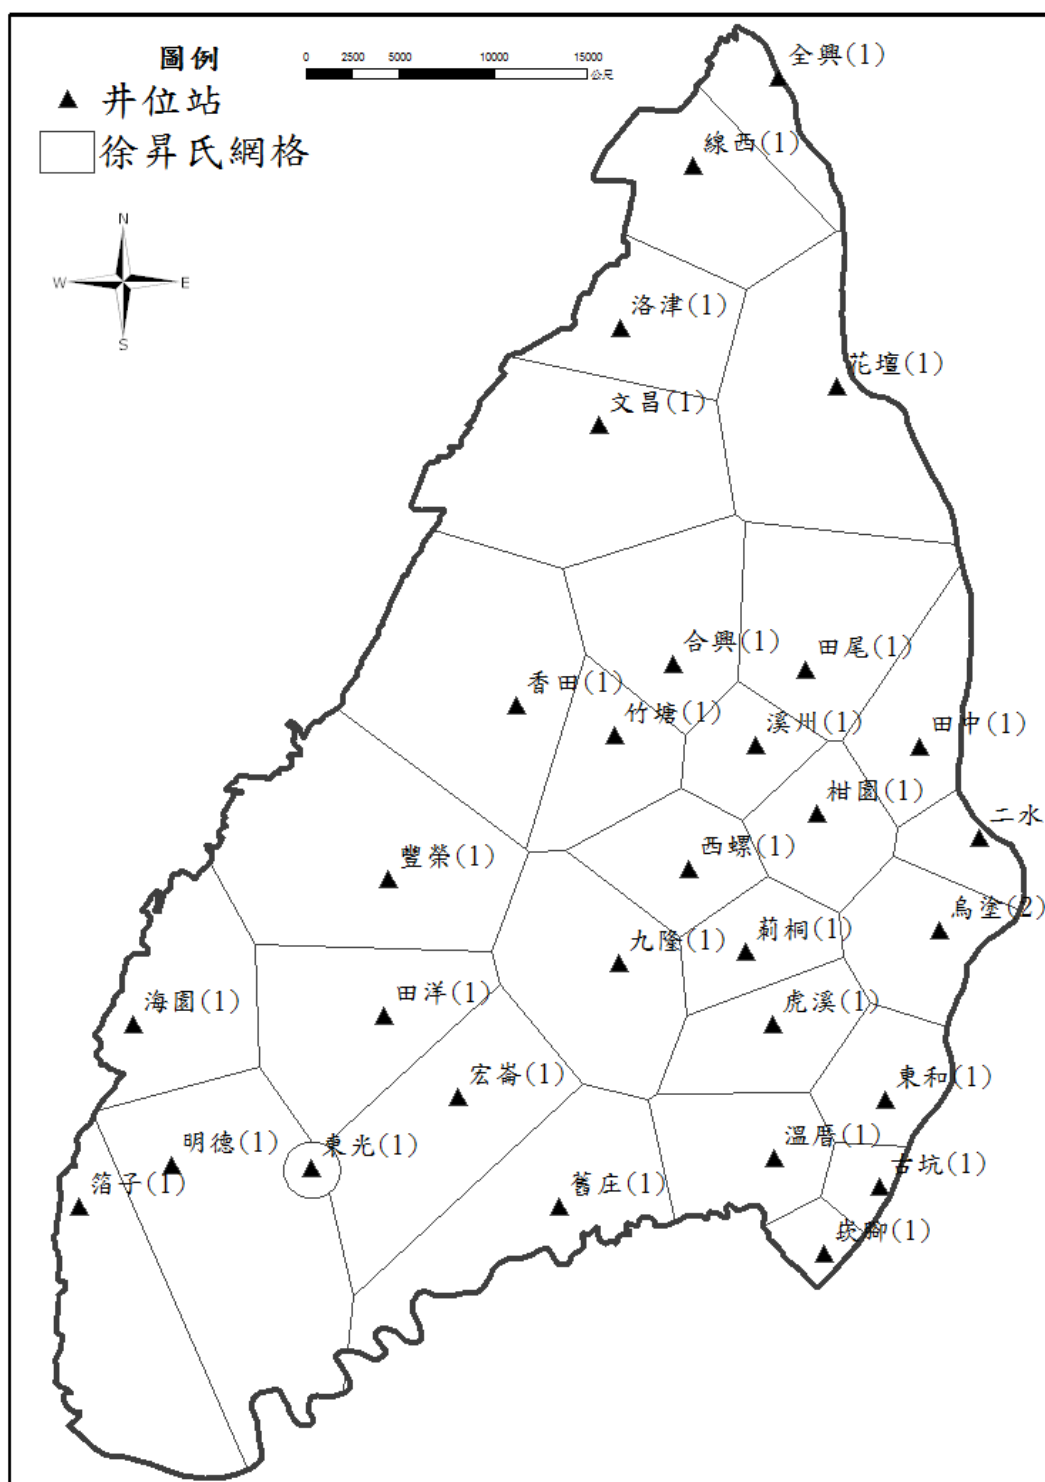 圖例
井位站
徐昇氏網格
0 2500 5000 10000 15000
公尺
N
W E
S
全興(1)
線西(1)
洛津(1)
花壇(1)
文昌(1)
合興(1)
田尾(1)
香田(1)
竹塘(1)
溪州(1)
田中(1)
柑園(1)
二水
豐榮(1)
西螺(1)
烏塗(2)
九隆(1)
莿桐(1)
海園(1)
田洋(1)
虎溪(1)
宏崙(1)
東和(1)
明德(1)
東光(1)
溫厝(1)
箔子(1)
舊庄(1)
古坑(1)
崁腳(1)